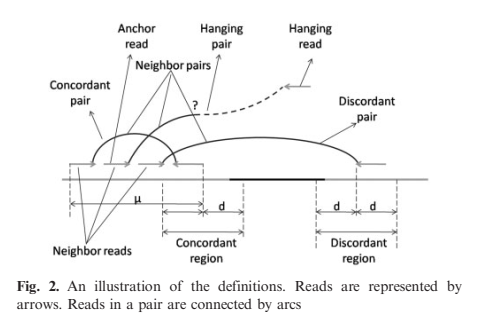 Anchor
read
Hanging
pair
Hanging
read
Neighbor pairs
Concordant
pair
?
Discordant
pair
μ
d
d
d
Neighbor reads
Concordant
region
Discordant
region
Fig. 2. An illustration of the definitions. Reads are represented by
arrows. Reads in a pair are connected by arcs